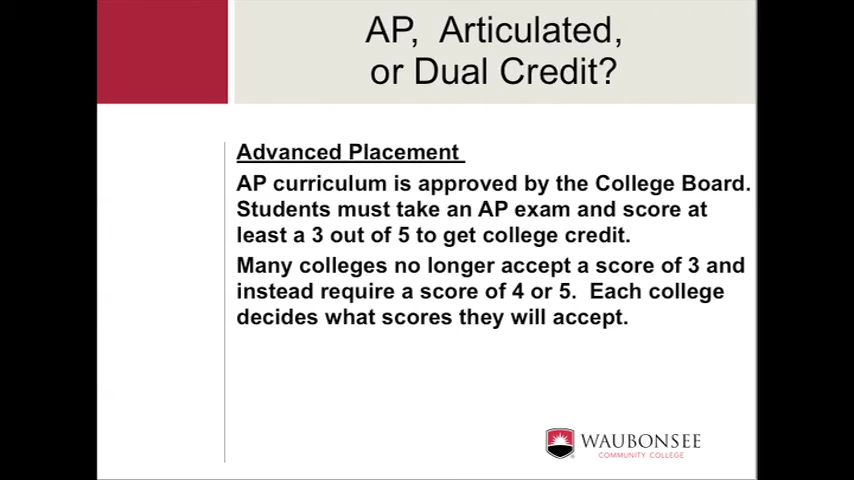 AP, Articulated,
or Dual Credit?
Advanced Placement
AP curriculum is approved by the College Board.
Students must take an AP exam and score at
least a 3 out of 5 to get college credit.
Many colleges no longer accept a score of 3 and
instead require a score of 4 or 5. Each college
decides what scores they will accept.
WAUBONSEE
COMMUNITY COLLEGE